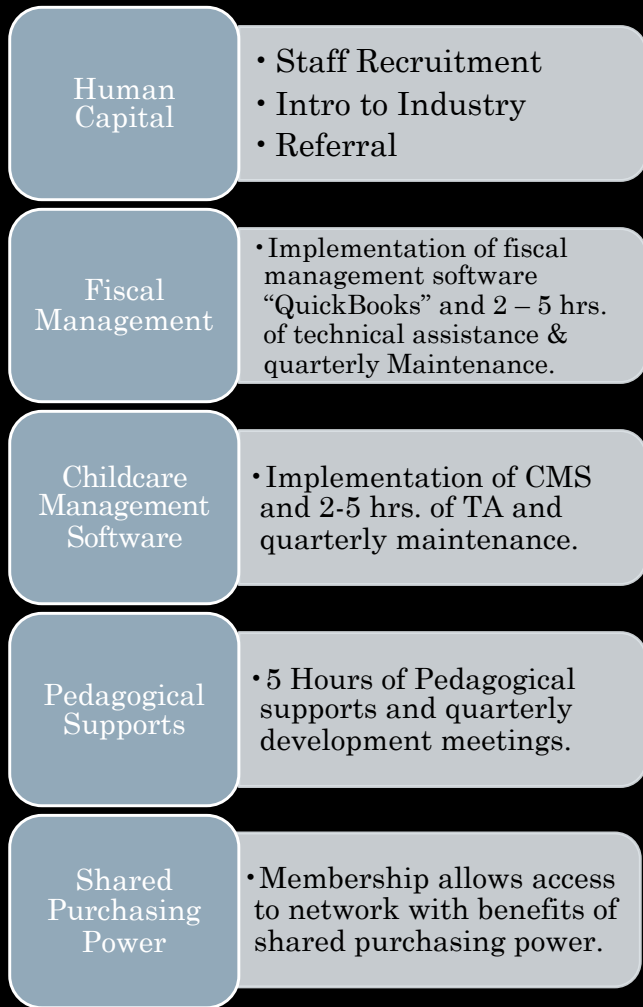 Human
Capital
• Staff Recruitment
• Intro to Industry
• Referral
Fiscal
Management
• Implementation of fiscal
management software
“QuickBooks” and 2 – 5 hrs.
of technical assistance &
quarterly Maintenance.
Childcare
Management
Software
• Implementation of CMS
and 2-5 hrs. of TA and
quarterly maintenance.
Pedagogical
Supports
• 5 Hours of Pedagogical
supports and quarterly
development meetings.
Shared
Purchasing
Power
• Membership allows access
to network with benefits of
shared purchasing power.